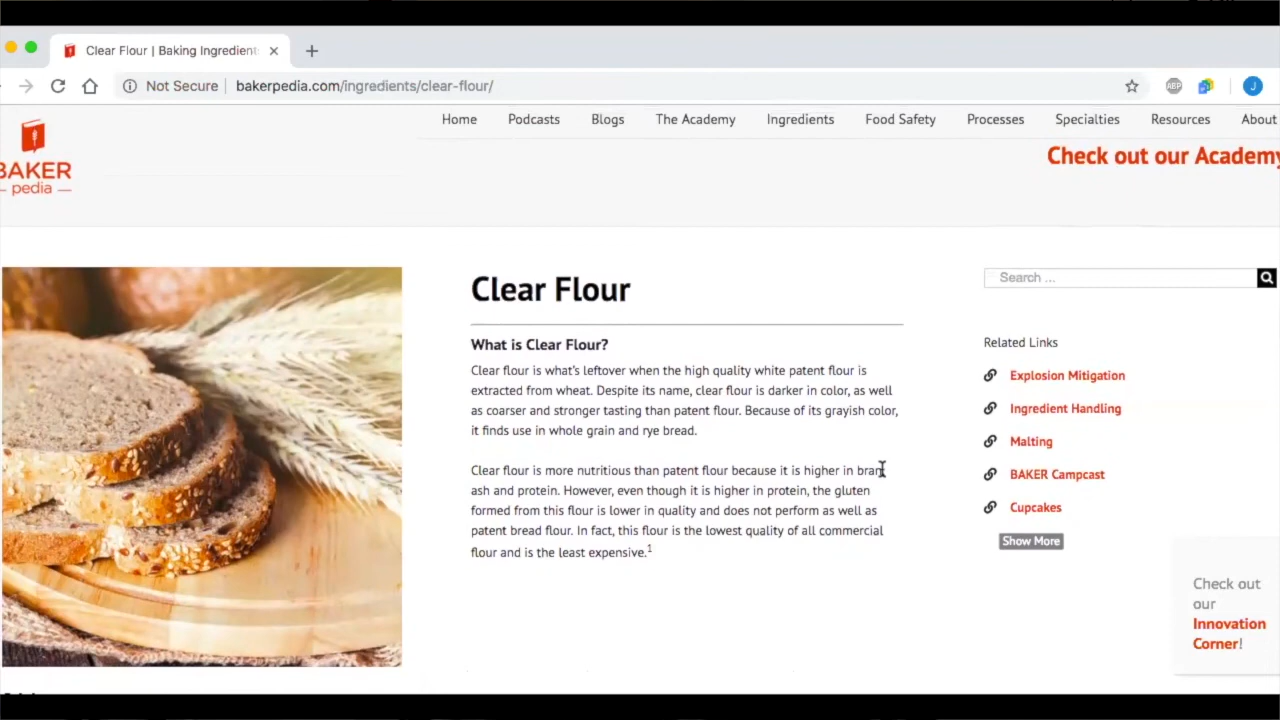 Clear Flour | Baking Ingredient
Not Secure
bakerpedia.com/ingredients/clear-flour/
ABP
J
BAKER
pedia
Home
Podcasts
Blogs
The Academy
Ingredients
Food Safety
Processes
Specialties
Resources
About
Check out our Academy
Clear Flour
What is Clear Flour?
Clear flour is what's leftover when the high quality white patent flour is
extracted from wheat. Despite its name, clear flour is darker in color, as well
as coarser and stronger tasting than patent flour. Because of its grayish color,
it finds use in whole grain and rye bread.
Clear flour is more nutritious than patent flour because it is higher in bran,
ash and protein. However, even though it is higher in protein, the gluten
formed from this flour is lower in quality and does not perform as well as
patent bread flour. In fact, this flour is the lowest quality of all commercial
flour and is the least expensive.1
Search ...
Related Links
Explosion Mitigation
Ingredient Handling
Malting
BAKER Campcast
Cupcakes
Show More
Check out
our
Innovation
Corner!